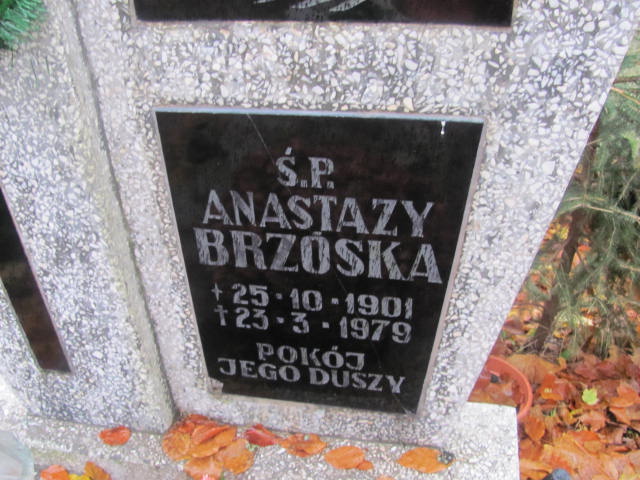 Ś.P.
ANASTAZY
BRZÓSKA
+ 25·10·1901
† 23·3·1979
POKÓJ
JEGO DUSZY